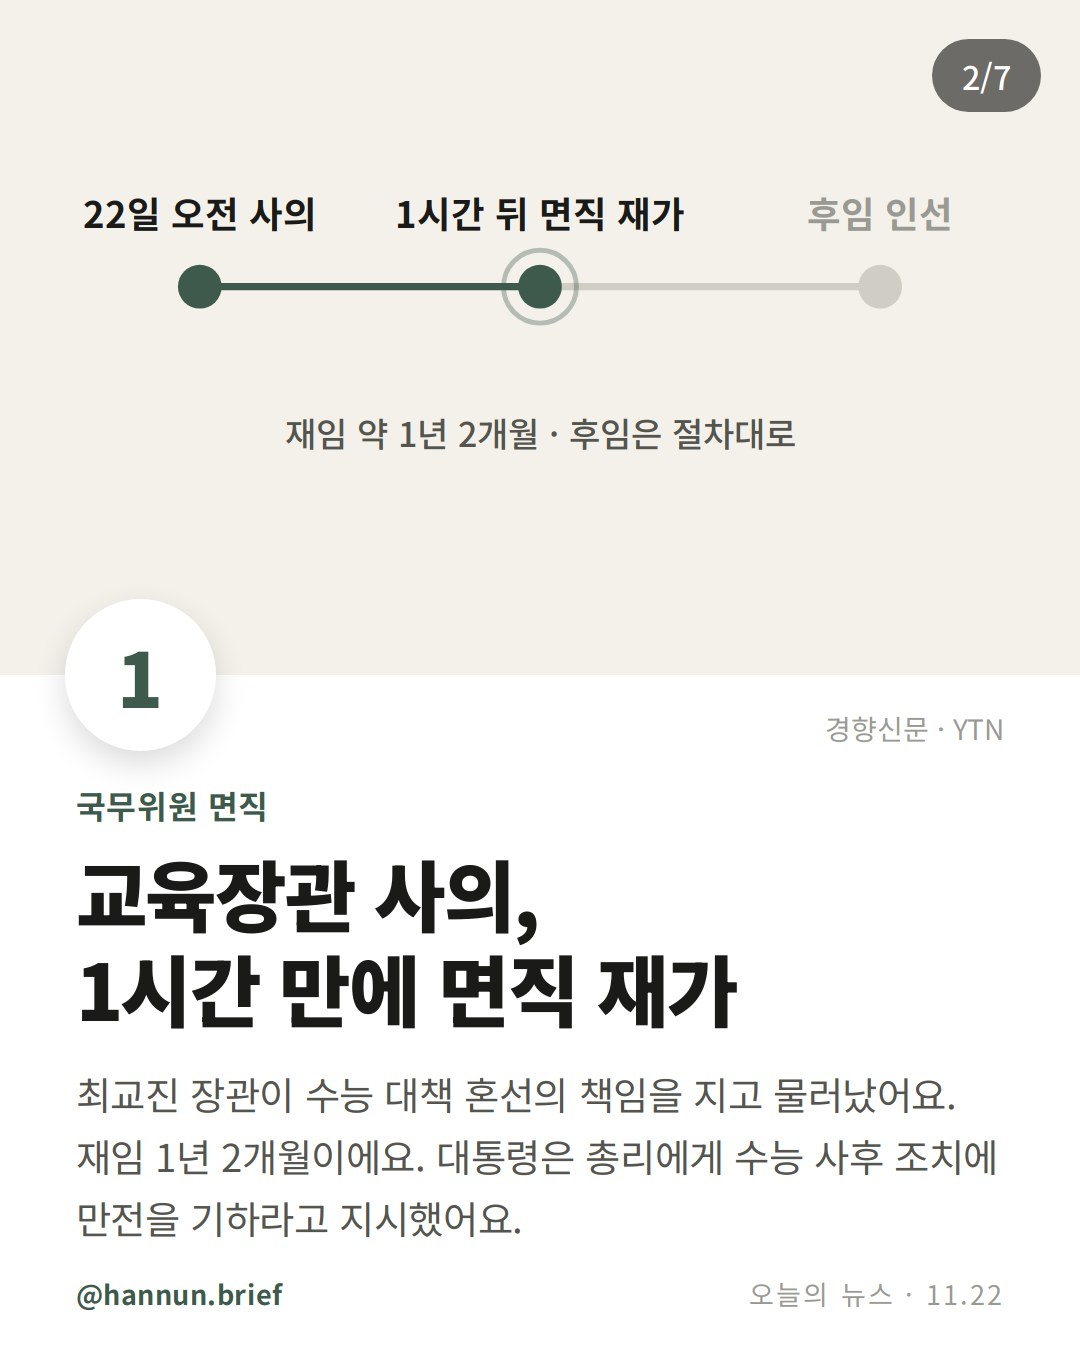 2/7
22일 오전 사의
1시간 뒤 면직 재가
후임 인선
재임 약 1년 2개월 · 후임은 절차대로
1
경향신문 · YTN
국무위원 면직
교육장관 사의,
1시간 만에 면직 재가
최교진 장관이 수능 대책 혼선의 책임을 지고 물러났어요.
재임 1년 2개월이에요. 대통령은 총리에게 수능 사후 조치에
만전을 기하라고 지시했어요.
@hannun.brief
오늘의 뉴스 · 11.22